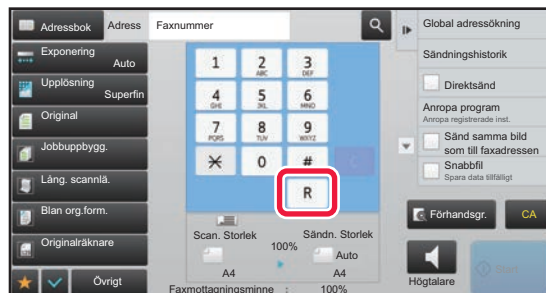 Adressbok
Adress
Faxnummer
Exponering
Auto
Upplösning
Superfin
Original
Jobbuppbygg.
Lång. scannlä.
Blan org.form.
Originalräknare
Övrigt
1
2 ABC
3 DEF
4 GHI
5 JKL
6 MNO
7 PQRS
8 TUV
9 WXYZ
0
#
R
Scan. Storlek
100%
Sändn. Storlek
Auto
A4
A4
Faxmottagningsminne : 100%
Global adressökning
Sändningshistorik
Direktsänd
Anropa program
Anropa registrerade inst.
Sänd samma bild
som till faxadressen
Snabbfil
Spara data tillfälligt
Förhandsgr.
CA
Högtalare
Start